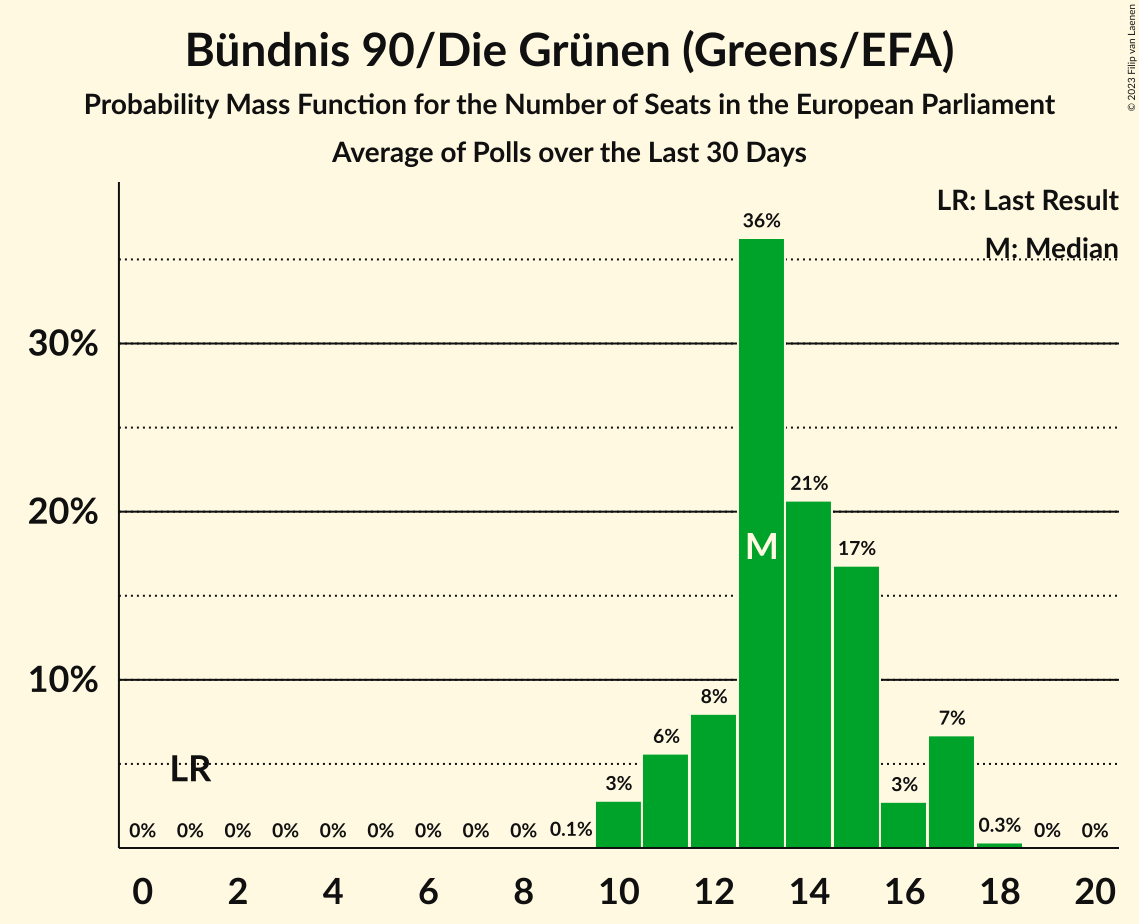 Bündnis 90/Die Grünen (Greens/EFA)
Probability Mass Function for the Number of Seats in the European Parliament
Average of Polls over the Last 30 Days
© 2023 Filip van Laenen
LR: Last Result
M: Median
36%
30%
21%
20%
17%
M
10%
8%
7%
6%
LR
3%
3%
0% 0% 0% 0% 0% 0% 0% 0% 0% 0.1% 0.3% 0% 0%
0 2 4 6 8 10 12 14 16 18 20